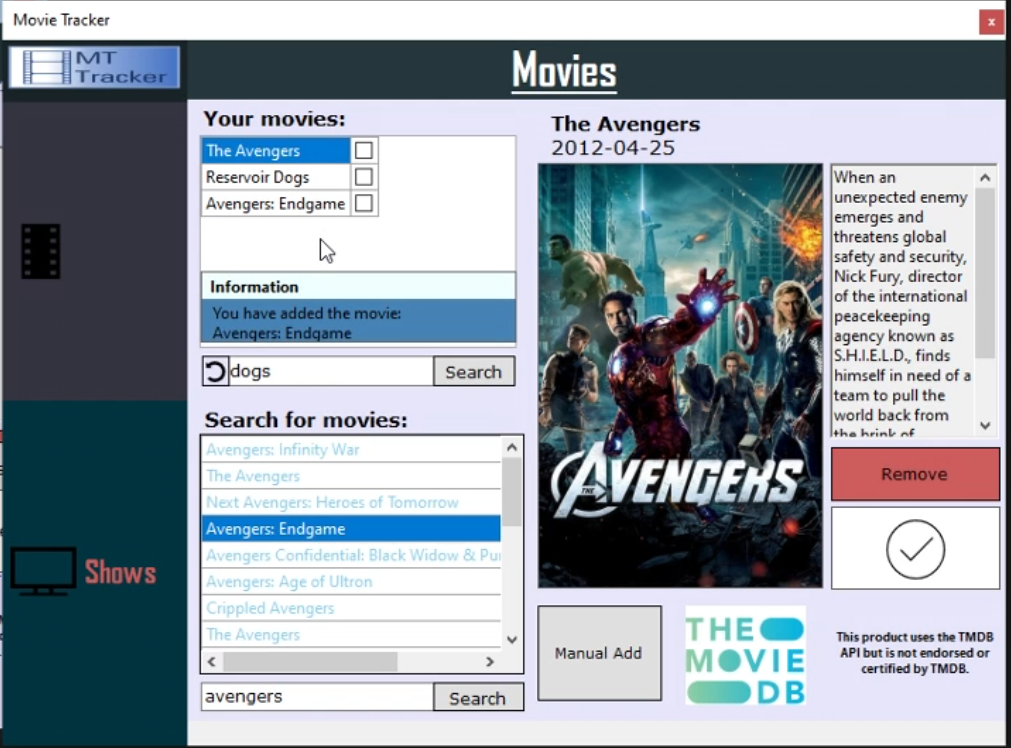 Movie Tracker
x
MT
Tracker
Movies
Your movies:
The Avengers
Reservoir Dogs
Avengers: Endgame
Information
You have added the movie:
Avengers: Endgame
dogs
Search
Search for movies:
Avengers: Infinity War
The Avengers
Next Avengers: Heroes of Tomorrow
Avengers: Endgame
Avengers Confidential: Black Widow & Pu
Avengers: Age of Ultron
Crippled Avengers
The Avengers
avengers
Search
Shows
The Avengers
2012-04-25
THE
AVENGERS
When an
unexpected enemy
emerges and
threatens global
safety and security,
Nick Fury, director
of the international
peacekeeping
agency known as
S.H.I.E.L.D., finds
himself in need of a
team to pull the
world back from
the brink of
Remove
Manual Add
THE
MOVIE
DB
This product uses the TMDB
API but is not endorsed or
certified by TMDB.